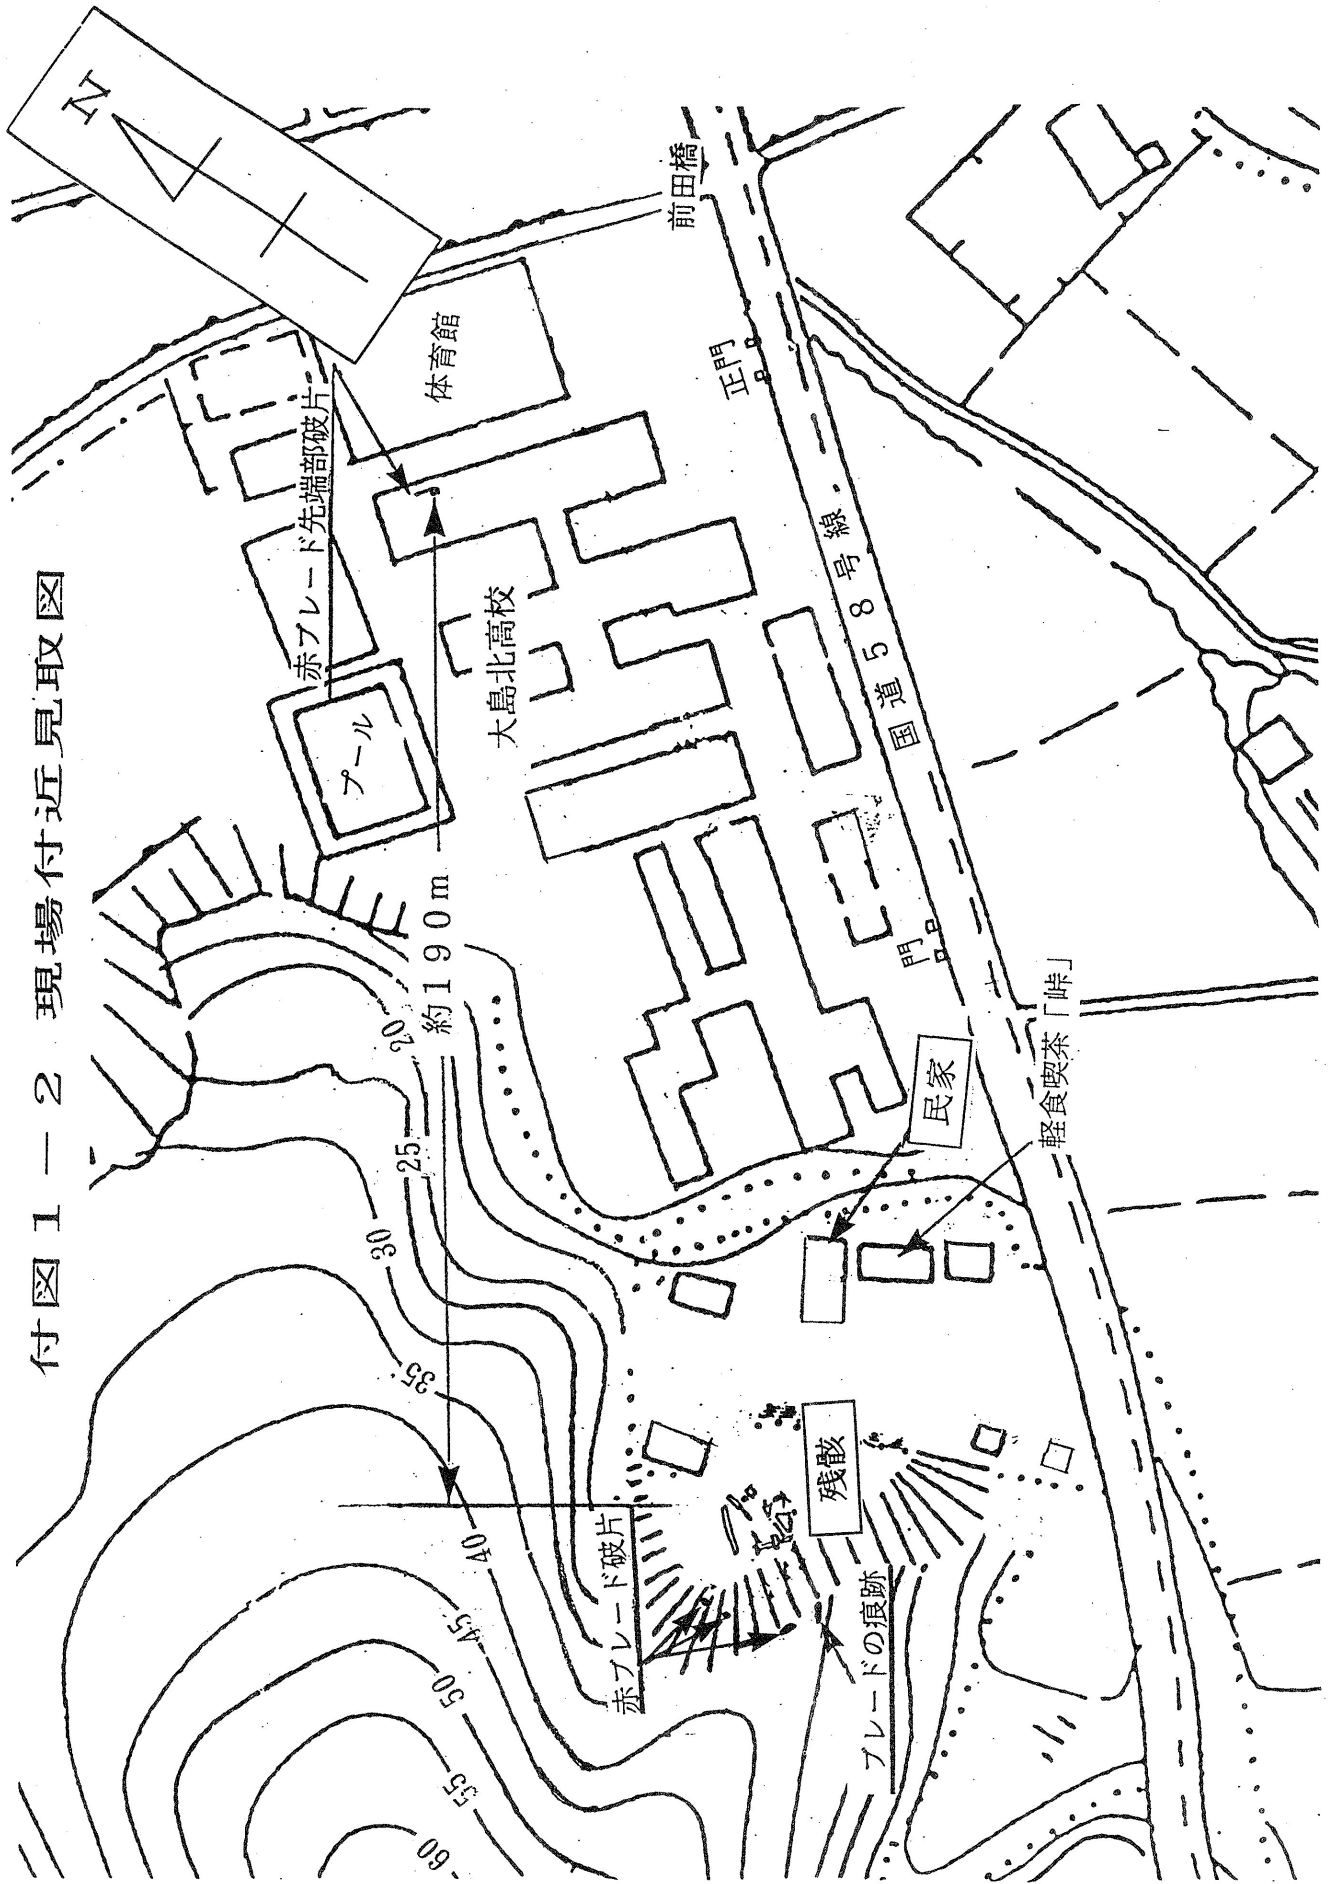 付図1－2 現場付近見取図
N
赤ブレード先端部破片
体育館
前田橋
正門
プール
大島北高校
国道58号線
約190m
門
民家
軽食喫茶「峠」
20
25
30
35
40
45
50
55
60
残骸
赤ブレード破片
ブレードの痕跡